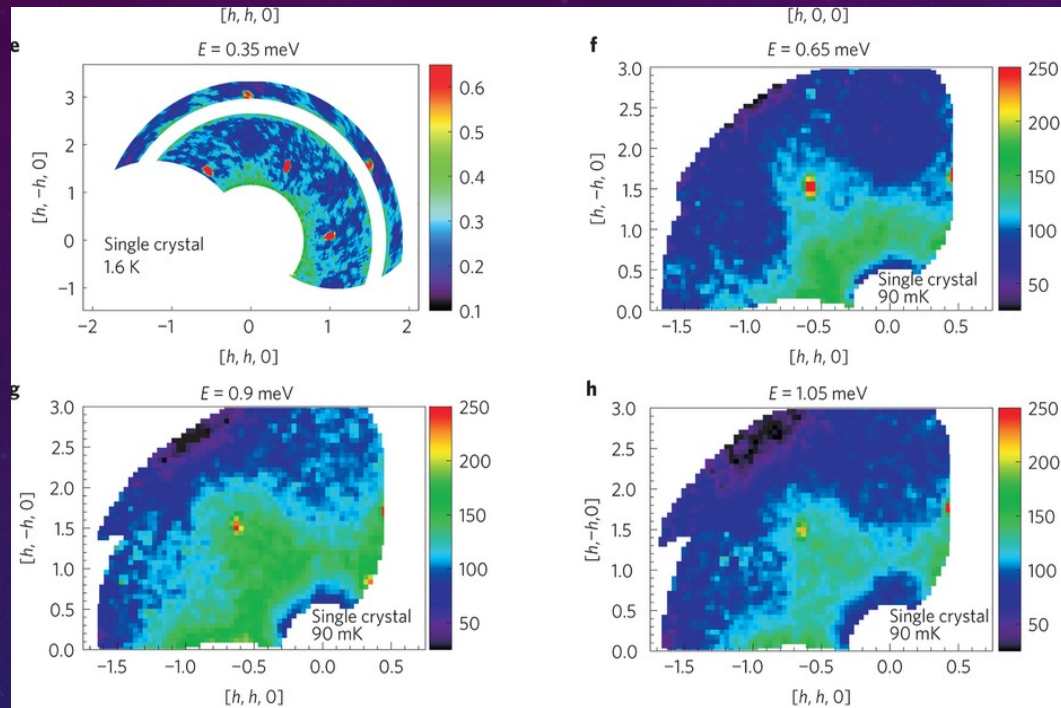 [h, h, 0]
[h, 0, 0]
e
E = 0.35 meV
[h, −h, 0]
3
2
1
0
−1
−2
−1
0
1
2
[h, h, 0]
Single crystal
1.6 K
0.6
0.5
0.4
0.3
0.2
0.1
f
E = 0.65 meV
[h, −h, 0]
3.0
2.5
2.0
1.5
1.0
0.5
0.0
−1.5
−1.0
−0.5
0.0
0.5
[h, h, 0]
Single crystal
90 mK
250
200
150
100
50
g
E = 0.9 meV
[h, −h, 0]
3.0
2.5
2.0
1.5
1.0
0.5
0.0
−1.5
−1.0
−0.5
0.0
0.5
[h, h, 0]
Single crystal
90 mK
250
200
150
100
50
h
E = 1.05 meV
[h, −h,0]
3.0
2.5
2.0
1.5
1.0
0.5
0.0
−1.5
−1.0
−0.5
0.0
0.5
[h, h, 0]
Single crystal
90 mK
250
200
150
100
50